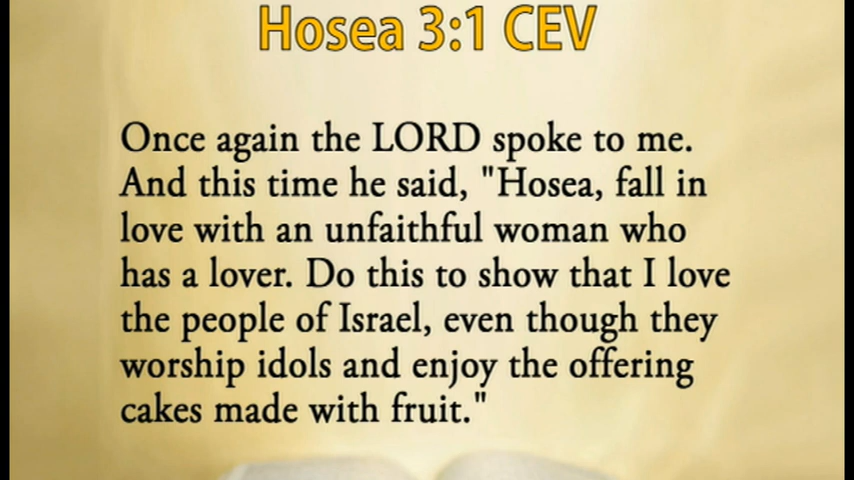 Hosea 3:1 CEV
Once again the LORD spoke to me.
And this time he said, "Hosea, fall in
love with an unfaithful woman who
has a lover. Do this to show that I love
the people of Israel, even though they
worship idols and enjoy the offering
cakes made with fruit."